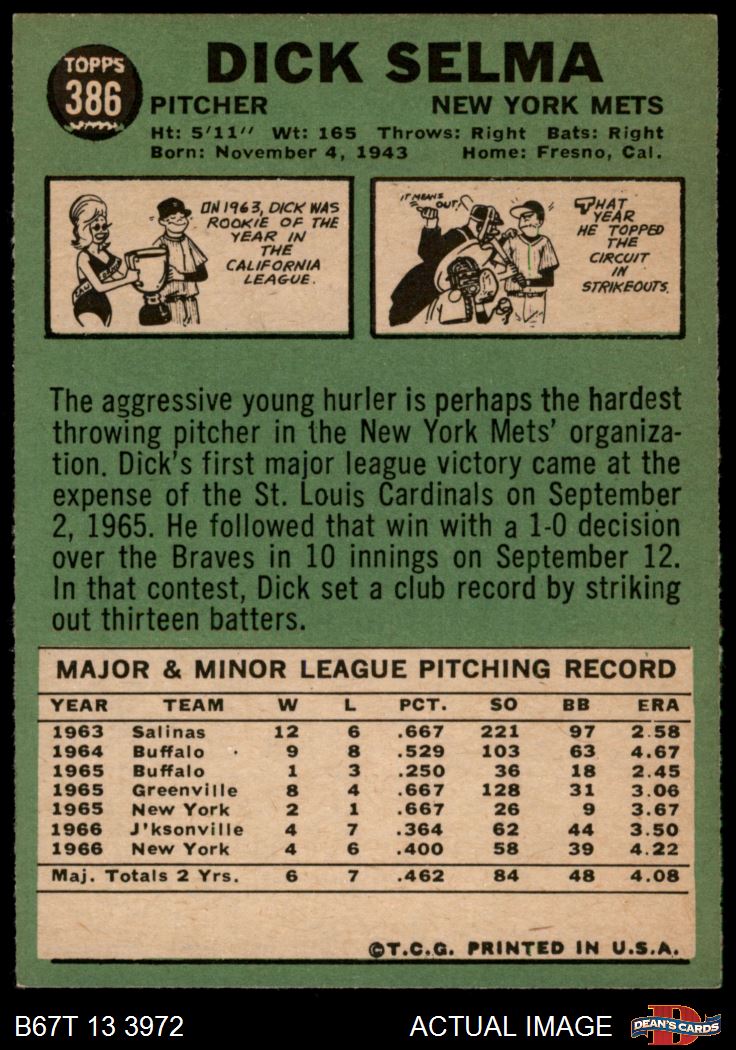 TOPPS
386
DICK SELMA
PITCHER NEW YORK METS
Ht: 5'11" Wt: 165 Throws: Right Bats: Right
Born: November 4, 1943 Home: Fresno, Cal.
IN 1963, DICK WAS
ROOKIE OF THE
YEAR IN
THE
CALIFORNIA
LEAGUE.
IT MEANS
OUT!
THAT
YEAR
HE TOPPED
THE
CIRCUIT
IN
STRIKEOUTS.
The aggressive young hurler is perhaps the hardest
throwing pitcher in the New York Mets' organiza-
tion. Dick's first major league victory came at the
expense of the St. Louis Cardinals on September
2, 1965. He followed that win with a 1-0 decision
over the Braves in 10 innings on September 12.
In that contest, Dick set a club record by striking
out thirteen batters.
MAJOR & MINOR LEAGUE PITCHING RECORD
YEAR TEAM W L PCT. SO BB ERA
1963 Salinas 12 6 .667 221 97 2.58
1964 Buffalo 9 8 .529 103 63 4.67
1965 Buffalo 1 3 .250 36 18 2.45
1965 Greenville 8 4 .667 128 31 3.06
1965 New York 2 1 .667 26 9 3.67
1966 J'ksonville 4 7 .364 62 44 3.50
1966 New York 4 6 .400 58 39 4.22
Maj. Totals 2 Yrs. 6 7 .462 84 48 4.08
©T.C.G. PRINTED IN U.S.A.
B67T 13 3972 ACTUAL IMAGE
DEAN'S CARDS